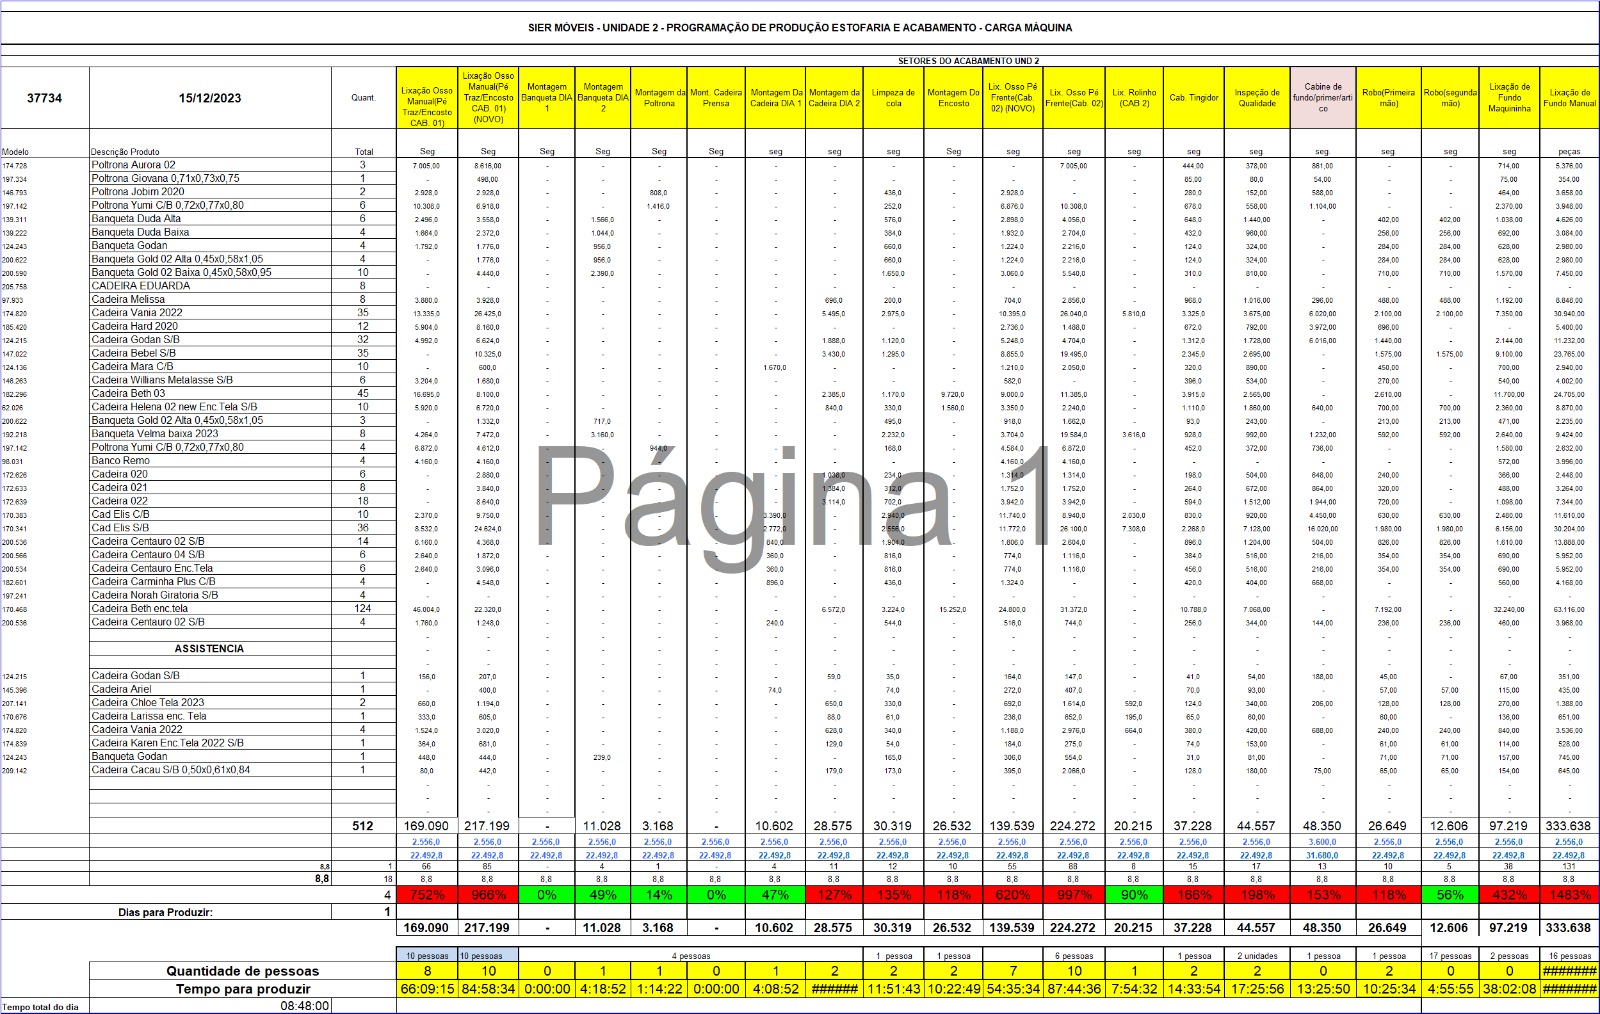 SIER MÓVEIS - UNIDADE 2 - PROGRAMAÇÃO DE PRODUÇÃO ESTOFARIA E ACABAMENTO - CARGA MÁQUINA
SETORES DO ACABAMENTO UND 2
37734 15/12/2023 Quant. Lixação Osso Manual(Pé Traz/Encosto CAB. 01) Lixação Osso Manual(Pé Traz/Encosto CAB. 01) (NOVO) Montagem Banqueta DIA 1 Montagem Banqueta DIA 2 Montagem da Poltrona Mont. Cadeira Prensa Montagem Da Cadeira DIA 1 Montagem da Cadeira DIA 2 Limpeza de cola Montagem Do Encosto Lix. Osso Pé Frente(Cab. 02) (NOVO) Lix. Osso Pé Frente(Cab. 02) Lix. Rolinho (CAB 2) Cab. Tingidor Inspeção de Qualidade Cabine de fundo/primer/arti co Robo(Primeira mão) Robo(segunda mão) Lixação de Fundo Maquininha Lixação de Fundo Manual
Modelo Descrição Produto Total Seg Seg Seg Seg Seg Seg seg seg seg seg seg seg seg seg seg seg seg seg seg peças
174.728 Poltrona Aurora 02 3 7.005,00 8.616,00 - - - - - - - - - 7.005,00 - 444,00 378,00 861,00 - - 714,00 5.376,00
197.334 Poltrona Giovana 0,71x0,73x0,75 1 - 498,00 - - - - - - - - - - - 85,00 80,0 54,00 - - 75,00 354,00
146.793 Poltrona Jobim 2020 2 2.928,0 2.928,0 - - 808,0 - - - 436,0 - 2.928,0 - - 280,0 152,00 588,00 - - 464,00 3.658,00
197.142 Poltrona Yumi C/B 0,72x0,77x0,80 6 10.308,0 6.918,0 - - 1.416,0 - - - 252,0 - 6.876,0 10.308,0 - 678,0 558,00 1.104,00 - - 2.370,00 3.948,00
139.311 Banqueta Duda Alta 6 2.496,0 3.558,0 - 1.566,0 - - - - 576,0 - 2.898,0 4.056,0 - 648,0 1.440,00 - 402,00 402,00 1.038,00 4.626,00
139.222 Banqueta Duda Baixa 4 1.664,0 2.372,0 - 1.044,0 - - - - 384,0 - 1.932,0 2.704,0 - 432,0 960,00 - 256,00 256,00 692,00 3.084,00
124.243 Banqueta Godan 4 1.792,0 1.776,0 - 956,0 - - - - 660,0 - 1.224,0 2.216,0 - 124,0 324,00 - 284,00 284,00 628,00 2.980,00
200.622 Banqueta Gold 02 Alta 0,45x0,58x1,05 4 - 1.776,0 - 956,0 - - - - 660,0 - 1.224,0 2.216,0 - 124,0 324,00 - 284,00 284,00 628,00 2.980,00
200.590 Banqueta Gold 02 Baixa 0,45x0,58x0,95 10 - 4.440,0 - 2.390,0 - - - - 1.650,0 - 3.060,0 5.540,0 - 310,0 810,00 - 710,00 710,00 1.570,00 7.450,00
205.758 CADEIRA EDUARDA 8 - - - - - - - - - - - - - - - - - - - -
97.933 Cadeira Melissa 8 3.880,0 3.928,0 - - - - - 696,0 200,0 - 704,0 2.856,0 - 968,0 1.016,00 296,00 488,00 488,00 1.192,00 8.848,00
174.820 Cadeira Vania 2022 35 13.335,0 26.425,0 - - - - - 5.495,0 2.975,0 - 10.395,0 26.040,0 5.810,0 3.325,0 3.675,00 6.020,00 2.100,00 2.100,00 7.350,00 30.940,00
185.420 Cadeira Hard 2020 12 5.904,0 8.160,0 - - - - - - - - 2.736,0 1.488,0 - 672,0 792,00 3.972,00 696,00 - - 5.400,00
124.215 Cadeira Godan S/B 32 4.992,0 6.624,0 - - - - - 1.888,0 1.120,0 - 5.248,0 4.704,0 - 1.312,0 1.728,00 6.016,00 1.440,00 - 2.144,00 11.232,00
147.022 Cadeira Bebel S/B 35 - 10.325,0 - - - - - 3.430,0 1.295,0 - 8.855,0 19.495,0 - 2.345,0 2.695,00 - 1.575,00 1.575,00 9.100,00 23.765,00
124.136 Cadeira Mara C/B 10 - 600,0 - - - - 1.670,0 - - - 1.210,0 2.050,0 - 320,0 890,00 - 450,00 - 700,00 2.940,00
146.263 Cadeira Willians Metalasse S/B 6 3.204,0 1.680,0 - - - - - - - - 582,0 - - 396,0 534,00 - 270,00 - 540,00 4.002,00
182.296 Cadeira Beth 03 45 16.695,0 8.100,0 - - - - - 2.385,0 1.170,0 9.720,0 9.000,0 11.385,0 - 3.915,0 2.565,00 - 2.610,00 - 11.700,00 24.705,00
62.026 Cadeira Helena 02 new Enc.Tela S/B 10 5.920,0 6.720,0 - - - - - 840,0 330,0 1.560,0 3.350,0 2.240,0 - 1.110,0 1.860,00 640,00 700,00 700,00 2.360,00 8.870,00
200.622 Banqueta Gold 02 Alta 0,45x0,58x1,05 3 - 1.332,0 - 717,0 - - - - 495,0 - 918,0 1.662,0 - 93,0 243,00 - 213,00 213,00 471,00 2.235,00
192.218 Banqueta Velma baixa 2023 8 4.264,0 7.472,0 - 3.160,0 - - - - 2.232,0 - 3.704,0 19.584,0 3.616,0 928,0 992,00 1.232,00 592,00 592,00 2.640,00 9.424,00
197.142 Poltrona Yumi C/B 0,72x0,77x0,80 4 6.872,0 4.612,0 - - 944,0 - - - 168,0 - 4.584,0 6.872,0 - 452,0 372,00 736,00 - - 1.580,00 2.632,00
98.031 Banco Remo 4 4.160,0 4.160,0 - - - - - - - - 4.160,0 4.160,0 - - - - - - 572,00 3.996,00
172.626 Cadeira 020 6 - 2.880,0 - - - - - 1.038,0 234,0 - 1.314,0 1.314,0 - 198,0 504,00 648,00 240,00 - 366,00 2.448,00
172.633 Cadeira 021 8 - 3.840,0 - - - - - 1.384,0 312,0 - 1.752,0 1.752,0 - 264,0 672,00 864,00 320,00 - 488,00 3.264,00
172.639 Cadeira 022 18 - 8.640,0 - - - - - 3.114,0 702,0 - 3.942,0 3.942,0 - 594,0 1.512,00 1.944,00 720,00 - 1.098,00 7.344,00
170.383 Cad Elis C/B 10 2.370,0 9.750,0 - - - - 3.390,0 - 2.940,0 - 11.740,0 8.940,0 2.030,0 830,0 920,00 4.450,00 630,00 630,00 2.480,00 11.610,00
170.341 Cad Elis S/B 36 8.532,0 24.624,0 - - - - 2.772,0 - 2.556,0 - 11.772,0 26.100,0 7.308,0 2.268,0 7.128,00 16.020,00 1.980,00 1.980,00 6.156,00 30.204,00
200.536 Cadeira Centauro 02 S/B 14 6.160,0 4.368,0 - - - - 840,0 - 1.904,0 - 1.806,0 2.604,0 - 896,0 1.204,00 504,00 826,00 826,00 1.610,00 13.888,00
200.566 Cadeira Centauro 04 S/B 6 2.640,0 1.872,0 - - - - 360,0 - 816,0 - 774,0 1.116,0 - 384,0 516,00 216,00 354,00 354,00 690,00 5.952,00
200.534 Cadeira Centauro Enc.Tela 6 2.640,0 3.096,0 - - - - 360,0 - 816,0 - 774,0 1.116,0 - 456,0 516,00 216,00 354,00 354,00 690,00 5.952,00
182.601 Cadeira Carminha Plus C/B 4 - 4.548,0 - - - - 896,0 - 436,0 - 1.324,0 - - 420,0 404,00 668,00 - - 560,00 4.168,00
197.241 Cadeira Norah Giratoria S/B 4 - - - - - - - - - - - - - - - - - - - -
170.468 Cadeira Beth enc.tela 124 46.004,0 22.320,0 - - - - - 6.572,0 3.224,0 15.252,0 24.800,0 31.372,0 - 10.788,0 7.068,00 - 7.192,00 - 32.240,00 63.116,00
200.536 Cadeira Centauro 02 S/B 4 1.760,0 1.248,0 - - - - 240,0 - 544,0 - 516,0 744,0 - 256,0 344,00 144,00 236,00 236,00 460,00 3.968,00
ASSISTENCIA
124.215 Cadeira Godan S/B 1 156,0 207,0 - - - - - 59,0 35,0 - 164,0 147,0 - 41,0 54,00 188,00 45,00 - 67,00 351,00
145.396 Cadeira Ariel 1 - 400,0 - - - - 74,0 - 74,0 - 272,0 407,0 - 70,0 93,00 - 57,00 57,00 115,00 435,00
207.141 Cadeira Chloe Tela 2023 2 660,0 1.194,0 - - - - - 650,0 330,0 - 692,0 1.614,0 592,0 124,0 340,00 206,00 128,00 128,00 270,00 1.388,00
170.676 Cadeira Larissa enc. Tela 1 333,0 605,0 - - - - - 88,0 61,0 - 236,0 652,0 195,0 65,0 60,00 - 60,00 - 136,00 651,00
174.820 Cadeira Vania 2022 4 1.524,0 3.020,0 - - - - - 628,0 340,0 - 1.188,0 2.976,0 664,0 380,0 420,00 688,00 240,00 240,00 840,00 3.536,00
174.839 Cadeira Karen Enc.Tela 2022 S/B 1 364,0 681,0 - - - - - 129,0 54,0 - 184,0 275,0 - 74,0 153,00 - 61,00 61,00 114,00 528,00
124.243 Banqueta Godan 1 448,0 444,0 - 239,0 - - - - 165,0 - 306,0 554,0 - 31,0 81,00 - 71,00 71,00 157,00 745,00
209.142 Cadeira Cacau S/B 0,50x0,61x0,84 1 80,0 442,0 - - - - - 179,0 173,0 - 395,0 2.066,0 - 128,0 180,00 75,00 65,00 65,00 154,00 645,00
512 169.090 217.199 - 11.028 3.168 - 10.602 28.575 30.319 26.532 139.539 224.272 20.215 37.228 44.557 48.350 26.649 12.606 97.219 333.638
2.556,0 2.556,0 2.556,0 2.556,0 2.556,0 2.556,0 2.556,0 2.556,0 2.556,0 2.556,0 2.556,0 2.556,0 2.556,0 2.556,0 2.556,0 3.600,0 2.556,0 2.556,0 2.556,0 2.556,0
22.492,8 22.492,8 22.492,8 22.492,8 22.492,8 22.492,8 22.492,8 22.492,8 22.492,8 22.492,8 22.492,8 22.492,8 22.492,8 22.492,8 22.492,8 31.680,0 22.492,8 22.492,8 22.492,8 22.492,8
8,8 1 66 85 - 4 1 - 4 11 12 10 55 88 8 15 17 13 10 5 38 131
8,8 18 8,8 8,8 8,8 8,8 8,8 8,8 8,8 8,8 8,8 8,8 8,8 8,8 8,8 8,8 8,8 8,8 8,8 8,8 8,8 8,8
4 752% 966% 0% 49% 14% 0% 47% 127% 135% 118% 620% 997% 90% 166% 198% 153% 118% 56% 432% 1483%
Dias para Produzir: 1
169.090 217.199 - 11.028 3.168 - 10.602 28.575 30.319 26.532 139.539 224.272 20.215 37.228 44.557 48.350 26.649 12.606 97.219 333.638
10 pessoas 10 pessoas 4 pessoas 1 pessoa 1 pessoa 6 pessoas 1 pessoa 2 unidades 1 pessoa 1 pessoa 17 pessoas 2 pessoas 16 pessoas
Quantidade de pessoas 8 10 0 1 1 0 1 2 2 2 7 10 1 2 2 0 2 0 0 #######
Tempo para produzir 66:09:15 84:58:34 0:00:00 4:18:52 1:14:22 0:00:00 4:08:52 ###### 11:51:43 10:22:49 54:35:34 87:44:36 7:54:32 14:33:54 17:25:56 13:25:50 10:25:34 4:55:55 38:02:08 #######
Tempo total do dia 08:48:00
Página 1